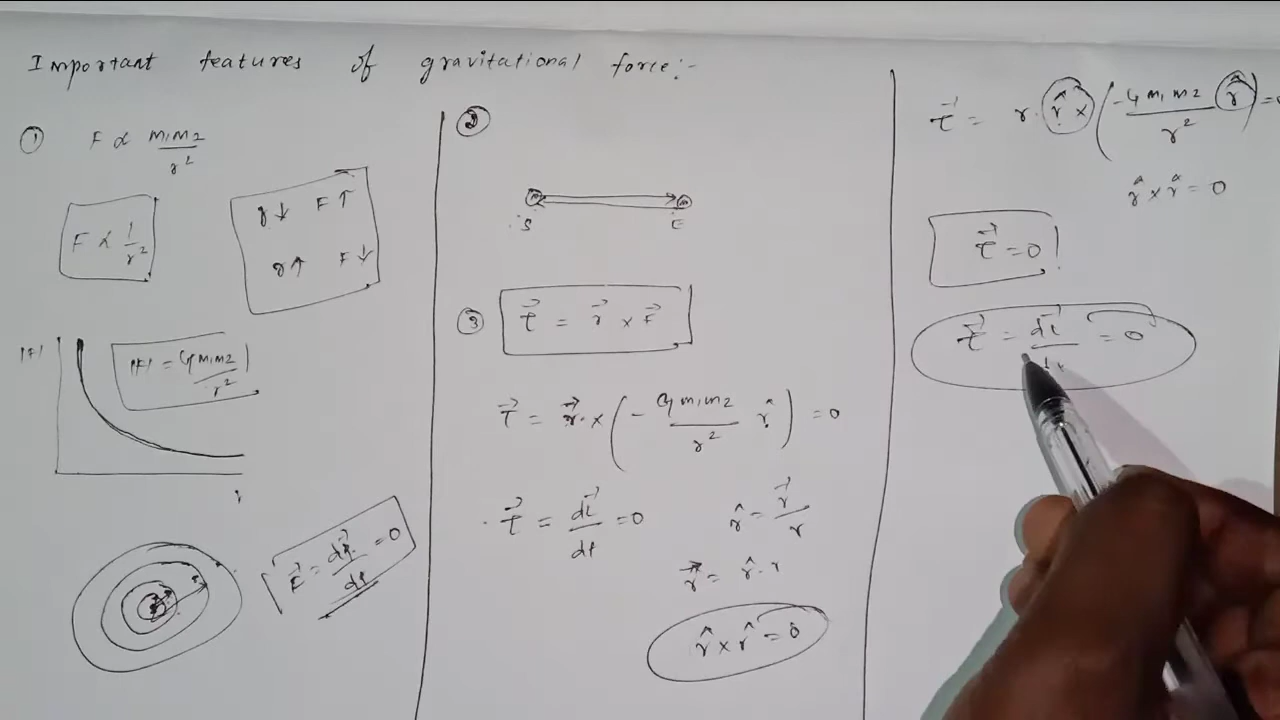 Important features of gravitational force:-
① F ∝ m₁m₂/r²
F ∝ 1/r²
r↓ F↑
r↑ F↓
|F|
|F| = Gm₁m₂/r²
r
F⃗ = dp⃗/dt = 0
②
S E
③ τ⃗ = r⃗ × F⃗
τ⃗ = r⃗ × (- Gm₁m₂/r² r̂) = 0
τ⃗ = dL⃗/dt = 0
r̂ = r⃗/r
r⃗ = r̂ · r
r̂ × r̂ = 0
τ⃗ = r · r̂ × (- Gm₁m₂/r² r̂) = 0
r̂ × r̂ = 0
τ⃗ = 0
τ⃗ = dL⃗/dt = 0